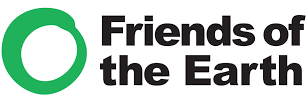 Friends of
the Earth